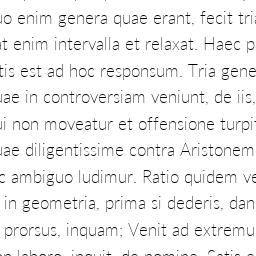 uo enim genera quae erant, fecit tria
at enim intervalla et relaxat. Haec p
tis est ad hoc responsum. Tria gene
uae in controversiam veniunt, de iis,
ui non moveatur et offensione turpit
uae diligentissime contra Aristonem
c ambiguo ludimur. Ratio quidem ve
in geometria, prima si dederis, dan
prorsus, inquam; Venit ad extremu